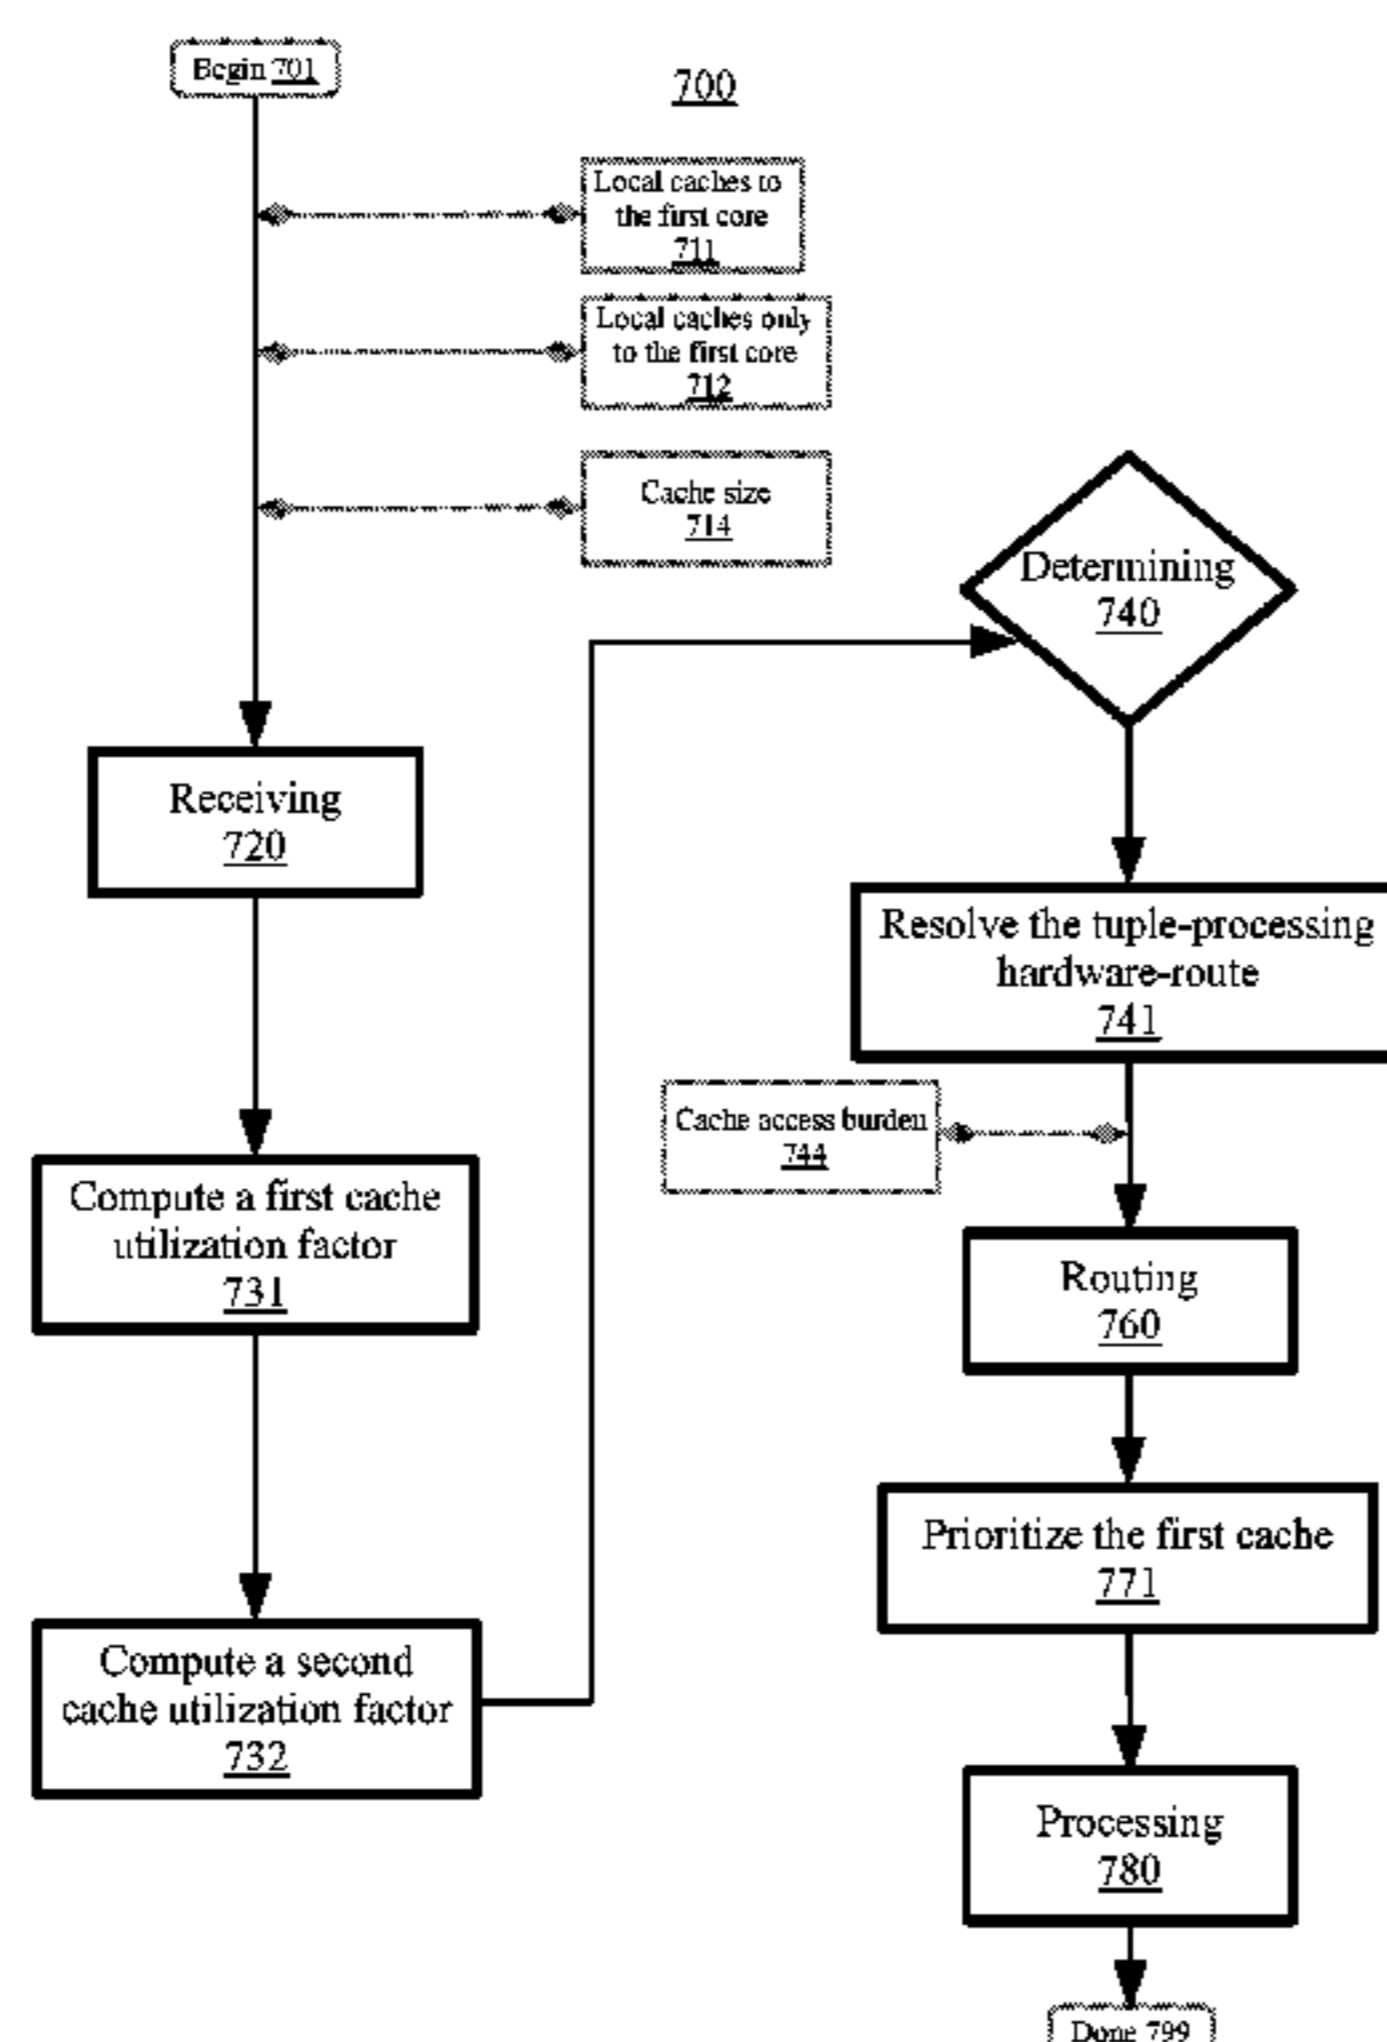 Begin 701
700
Local caches to
the first core
711
Local caches only
to the first core
712
Cache size
714
Receiving
720
Compute a first cache
utilization factor
731
Compute a second
cache utilization factor
732
Determining
740
Resolve the tuple-processing
hardware-route
741
Cache access burden
744
Routing
760
Prioritize the first cache
771
Processing
780
Done 799